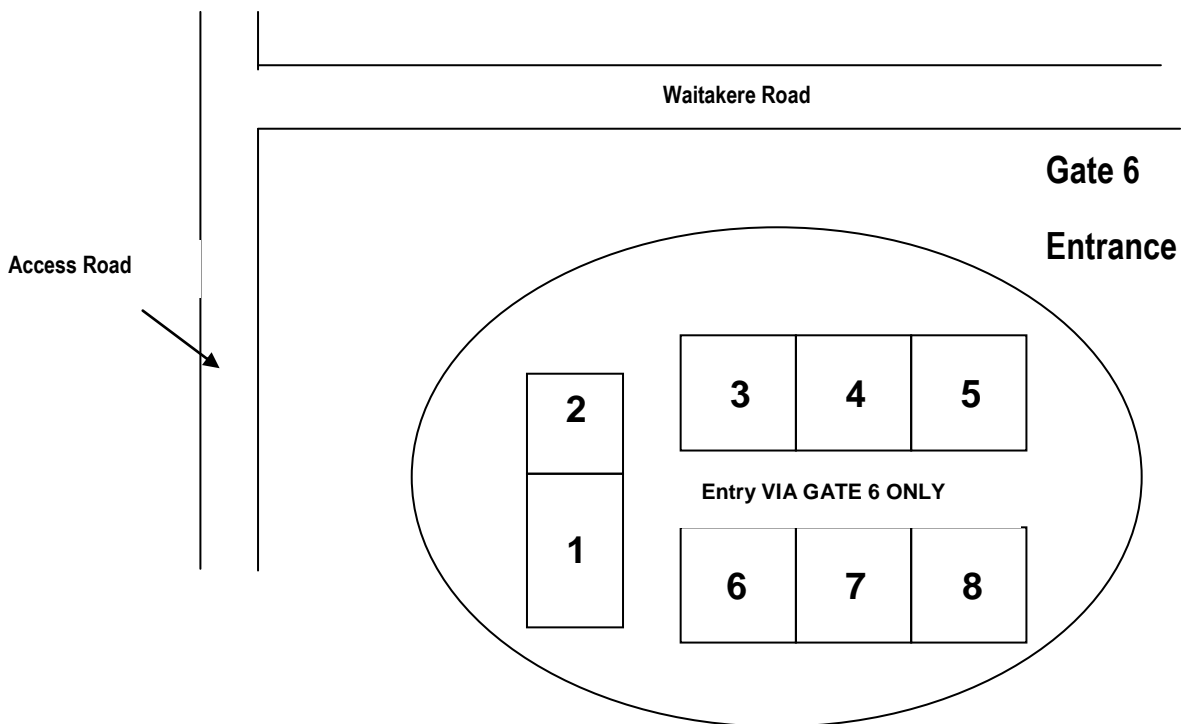 Waitakere Road
Gate 6
Entrance
Access Road
3 4 5
2
Entry VIA GATE 6 ONLY
1
6 7 8